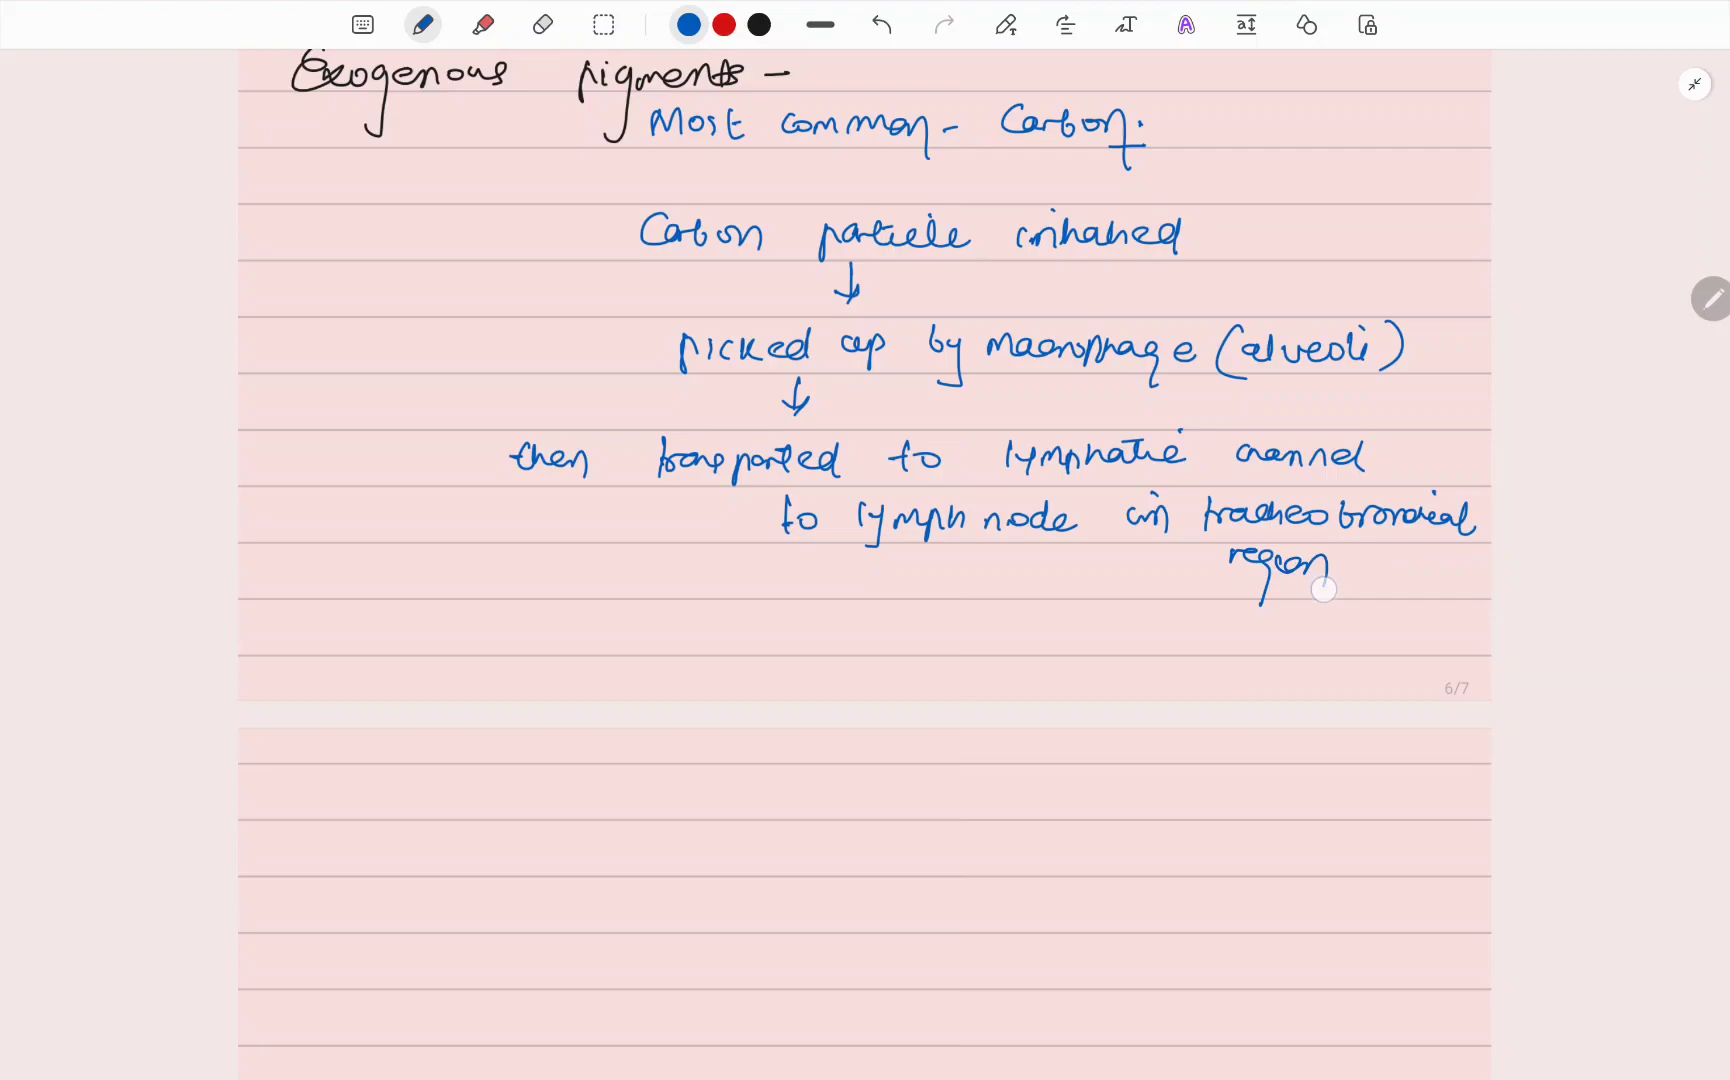 Exogenous pigments -
Most common - Carbon.
Carbon particle inhaled
↓
picked up by macrophage (alveoli)
↓
then transported to lymphatic channel
to lymph node in tracheobronchial
region
6/7